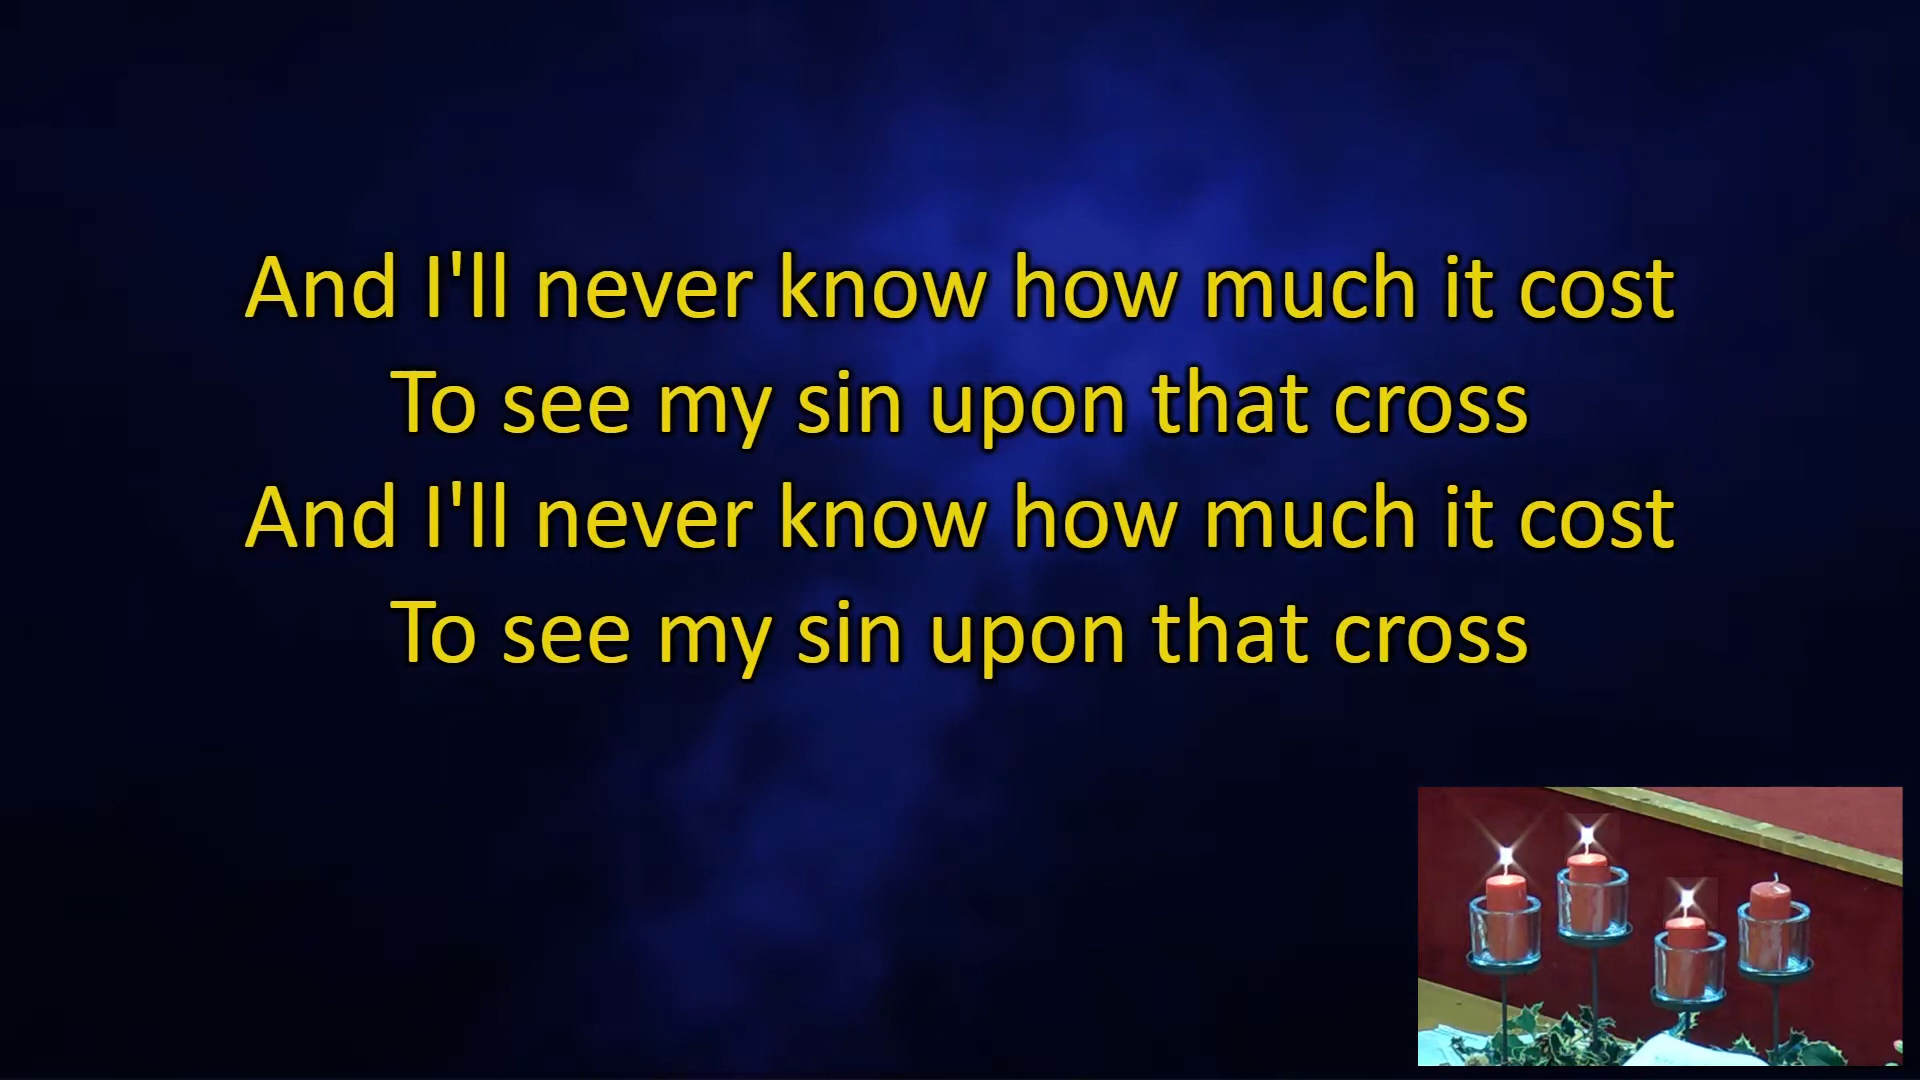 And I'll never know how much it cost
To see my sin upon that cross
And I'll never know how much it cost
To see my sin upon that cross